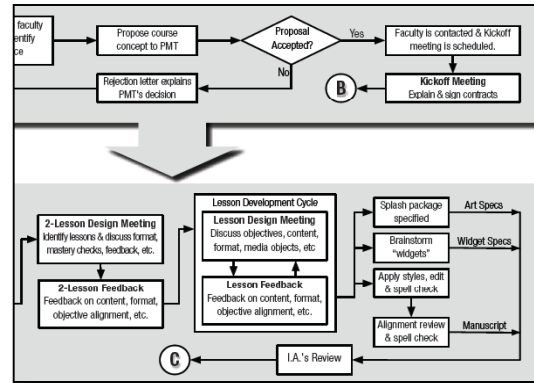 faculty
entify
ce
Propose course
concept to PMT
Proposal
Accepted?
Yes
Faculty is contacted & Kickoff
meeting is scheduled.
No
Rejection letter explains
PMT's decision
B
Kickoff Meeting
Explain & sign contracts
2-Lesson Design Meeting
Identify lessons & discuss format,
mastery checks, feedback, etc.
2-Lesson Feedback
Feedback on content, format,
objective alignment, etc.
Lesson Development Cycle
Lesson Design Meeting
Discuss objectives, content,
format, media objects, etc
Lesson Feedback
Feedback on content, format,
objective alignment, etc.
Splash package
specified
Art Specs
Brainstorm
"widgets"
Widget Specs
Apply styles, edit
& spell check
Alignment review
& spell check
Manuscript
I.A.'s Review
C